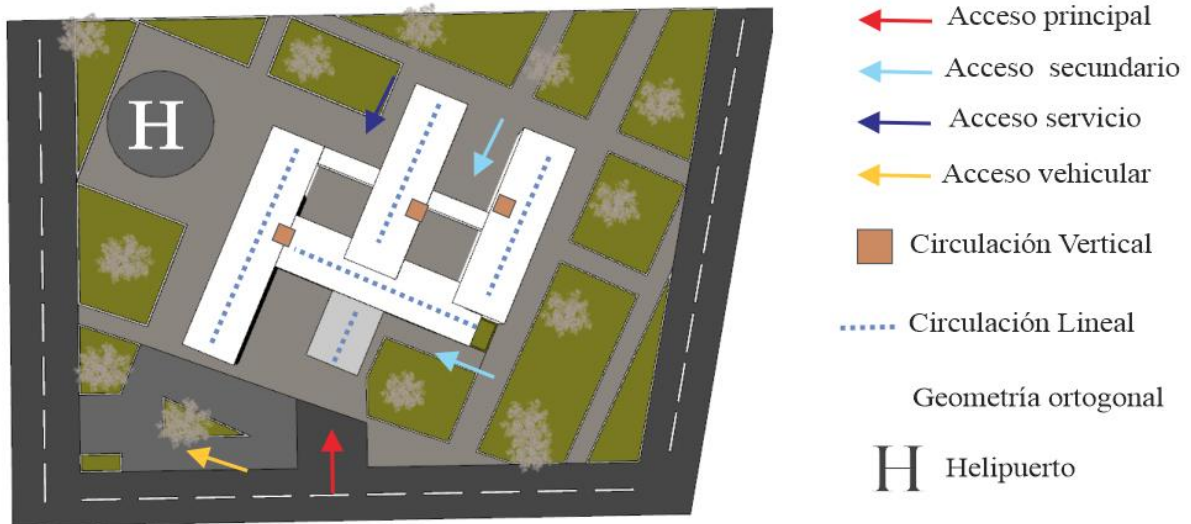 H
Acceso principal
Acceso secundario
Acceso servicio
Acceso vehicular
Circulación Vertical
Circulación Lineal
Geometría ortogonal
H Helipuerto